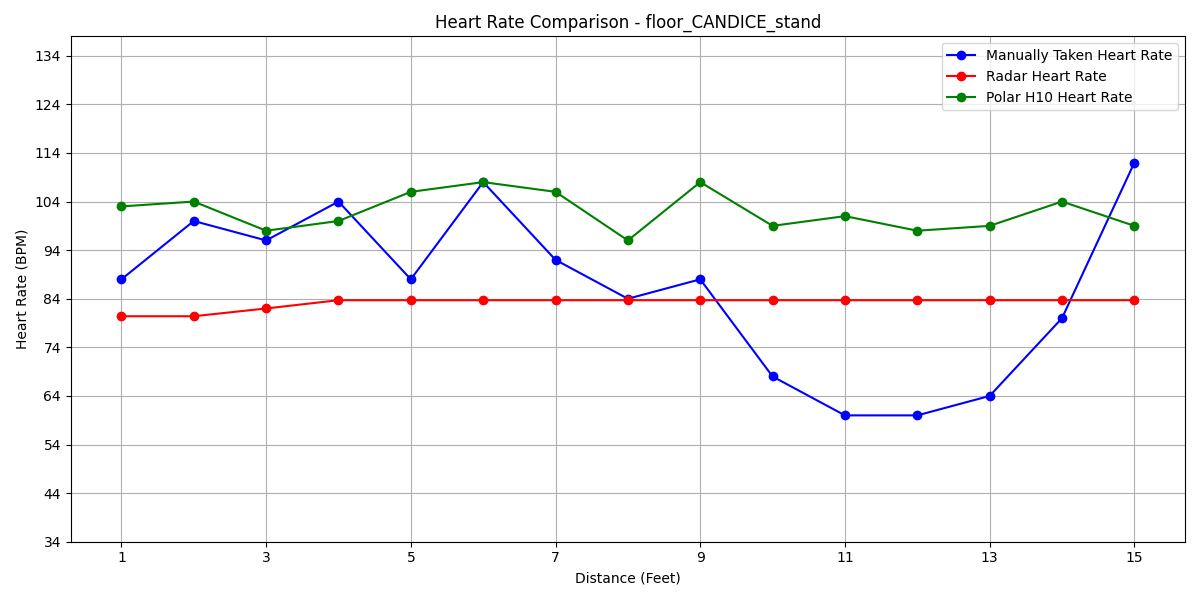 Heart Rate Comparison - floor_CANDICE_stand
Manually Taken Heart Rate
Radar Heart Rate
Polar H10 Heart Rate
134
124
114
104
94
84
74
64
54
44
34
Heart Rate (BPM)
1 3 5 7 9 11 13 15
Distance (Feet)